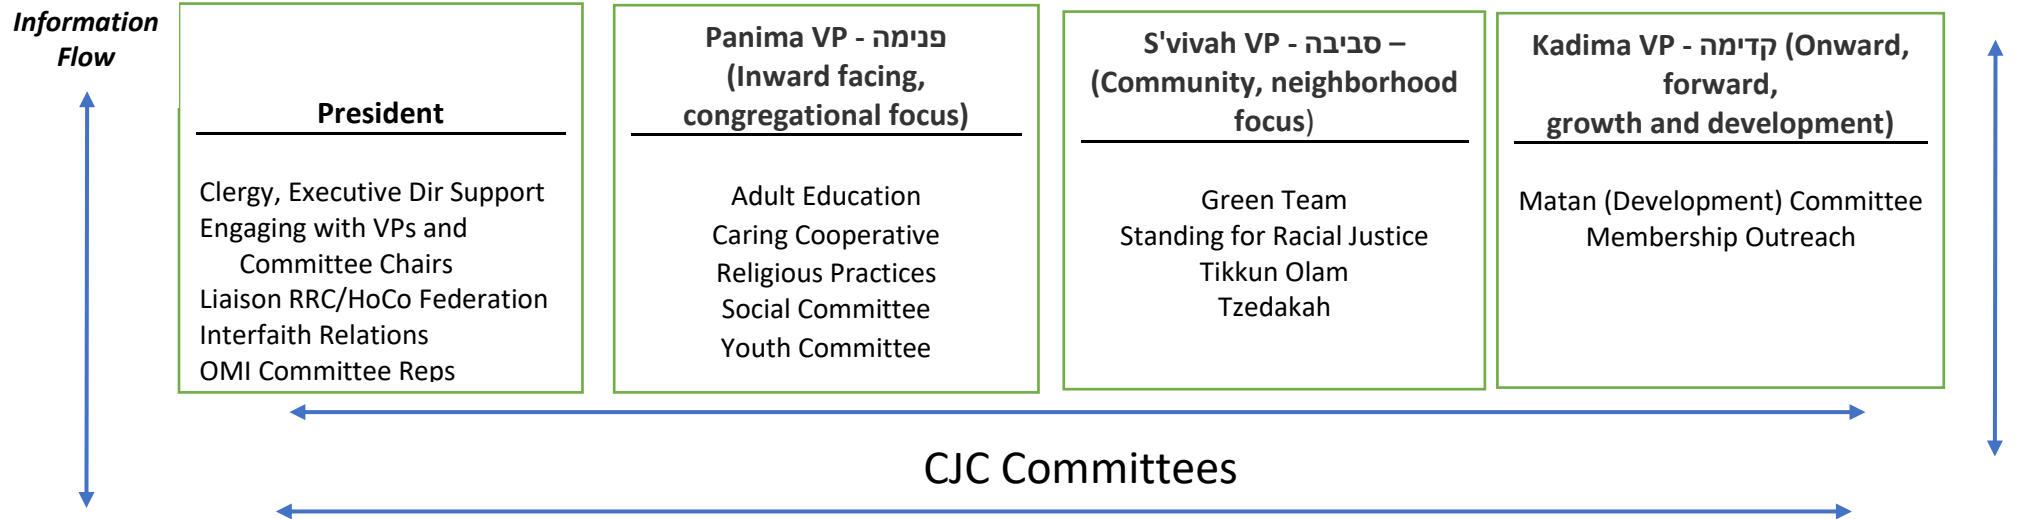 Information
Flow
President
Clergy, Executive Dir Support
Engaging with VPs and
Committee Chairs
Liaison RRC/HoCo Federation
Interfaith Relations
OMI Committee Reps
Panima VP - פנימה
(Inward facing,
congregational focus)
Adult Education
Caring Cooperative
Religious Practices
Social Committee
Youth Committee
S'vivah VP - סביבה –
(Community, neighborhood
focus)
Green Team
Standing for Racial Justice
Tikkun Olam
Tzedakah
Kadima VP - קדימה (Onward,
forward,
growth and development)
Matan (Development) Committee
Membership Outreach
CJC Committees